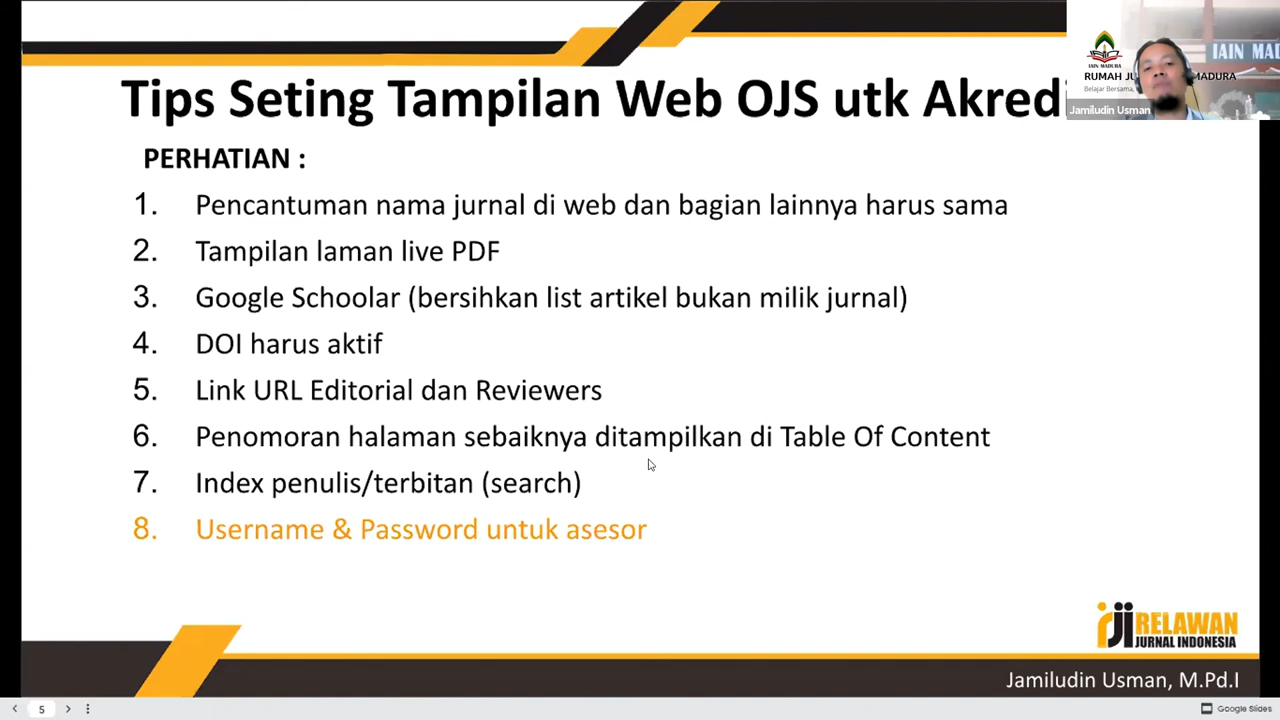 IAIN MADU
IAIN MADURA
RUMAH JU MADURA
Belajar Bersama,
Jamiludin Usman
Tips Seting Tampilan Web OJS utk Akredi
PERHATIAN :
1. Pencantuman nama jurnal di web dan bagian lainnya harus sama
2. Tampilan laman live PDF
3. Google Schoolar (bersihkan list artikel bukan milik jurnal)
4. DOI harus aktif
5. Link URL Editorial dan Reviewers
6. Penomoran halaman sebaiknya ditampilkan di Table Of Content
7. Index penulis/terbitan (search)
8. Username & Password untuk asesor
rji RELAWAN
JURNAL INDONESIA
Jamiludin Usman, M.Pd.I
5
Google Slides